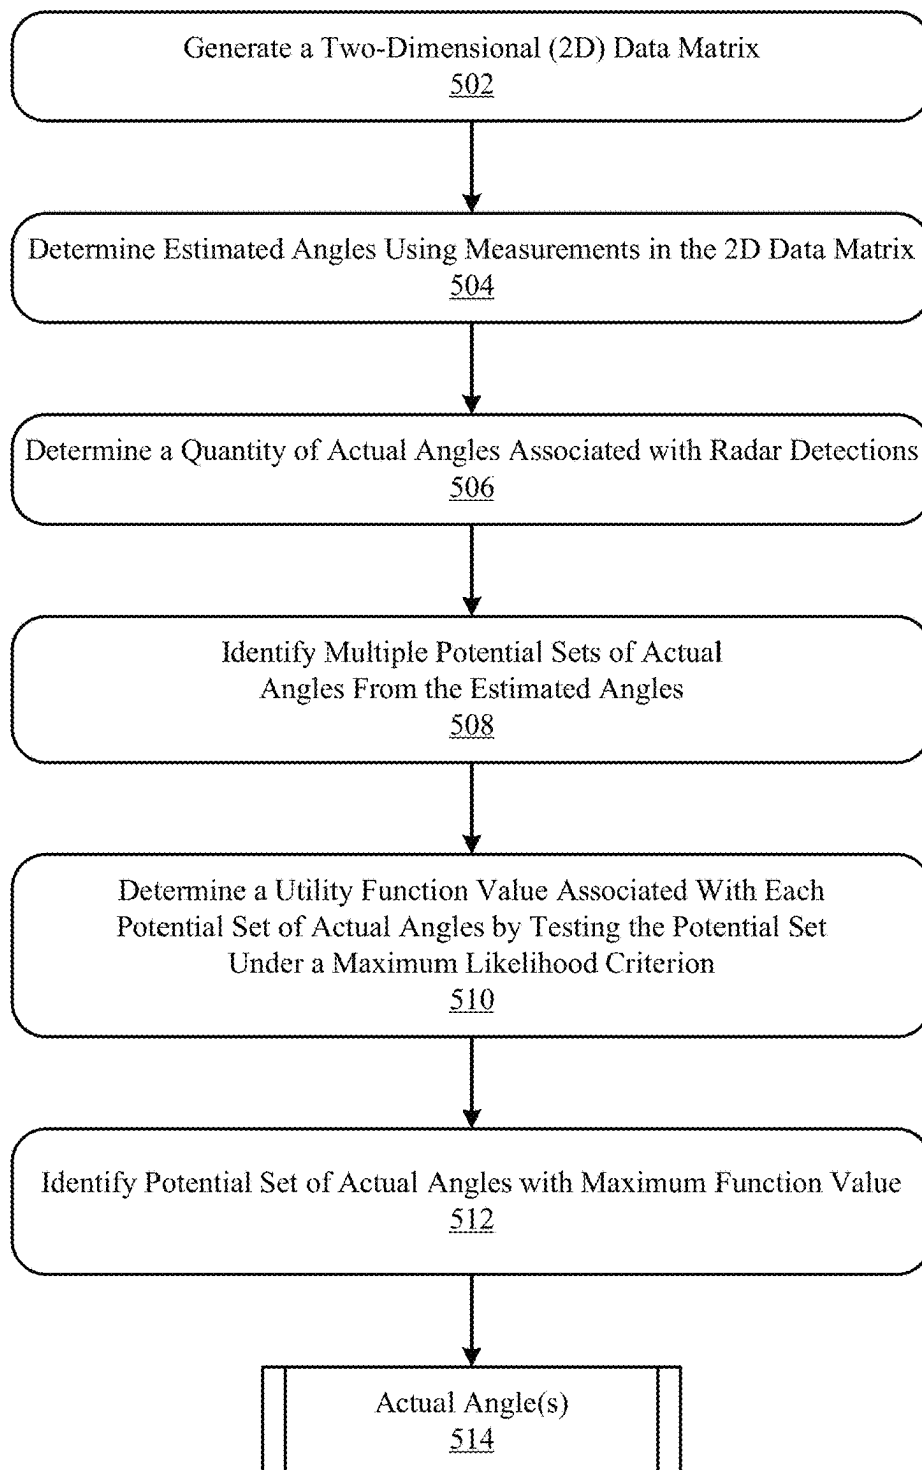 Generate a Two-Dimensional (2D) Data Matrix
502
Determine Estimated Angles Using Measurements in the 2D Data Matrix
504
Determine a Quantity of Actual Angles Associated with Radar Detections
506
Identify Multiple Potential Sets of Actual
Angles From the Estimated Angles
508
Determine a Utility Function Value Associated With Each
Potential Set of Actual Angles by Testing the Potential Set
Under a Maximum Likelihood Criterion
510
Identify Potential Set of Actual Angles with Maximum Function Value
512
Actual Angle(s)
514